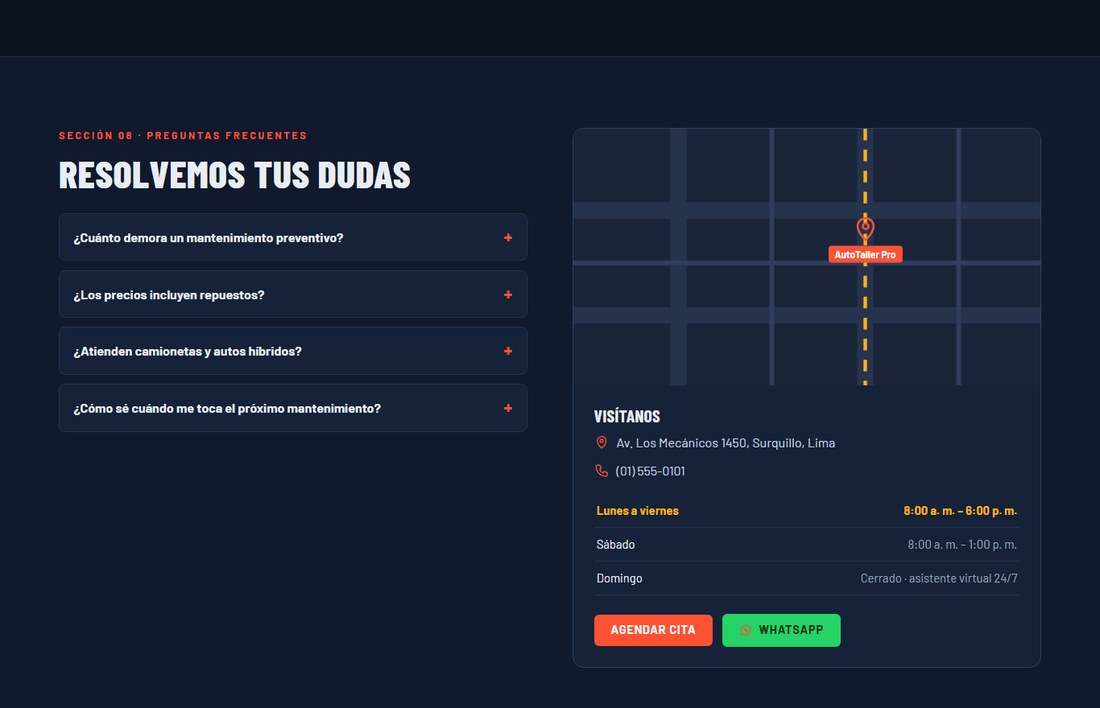 SECCIÓN 08 · PREGUNTAS FRECUENTES
RESOLVEMOS TUS DUDAS
¿Cuánto demora un mantenimiento preventivo? +
¿Los precios incluyen repuestos? +
¿Atienden camionetas y autos híbridos? +
¿Cómo sé cuándo me toca el próximo mantenimiento? +
AutoTaller Pro
VISÍTANOS
Av. Los Mecánicos 1450, Surquillo, Lima
(01) 555-0101
Lunes a viernes 8:00 a. m. – 6:00 p. m.
Sábado 8:00 a. m. – 1:00 p. m.
Domingo Cerrado · asistente virtual 24/7
AGENDAR CITA WHATSAPP